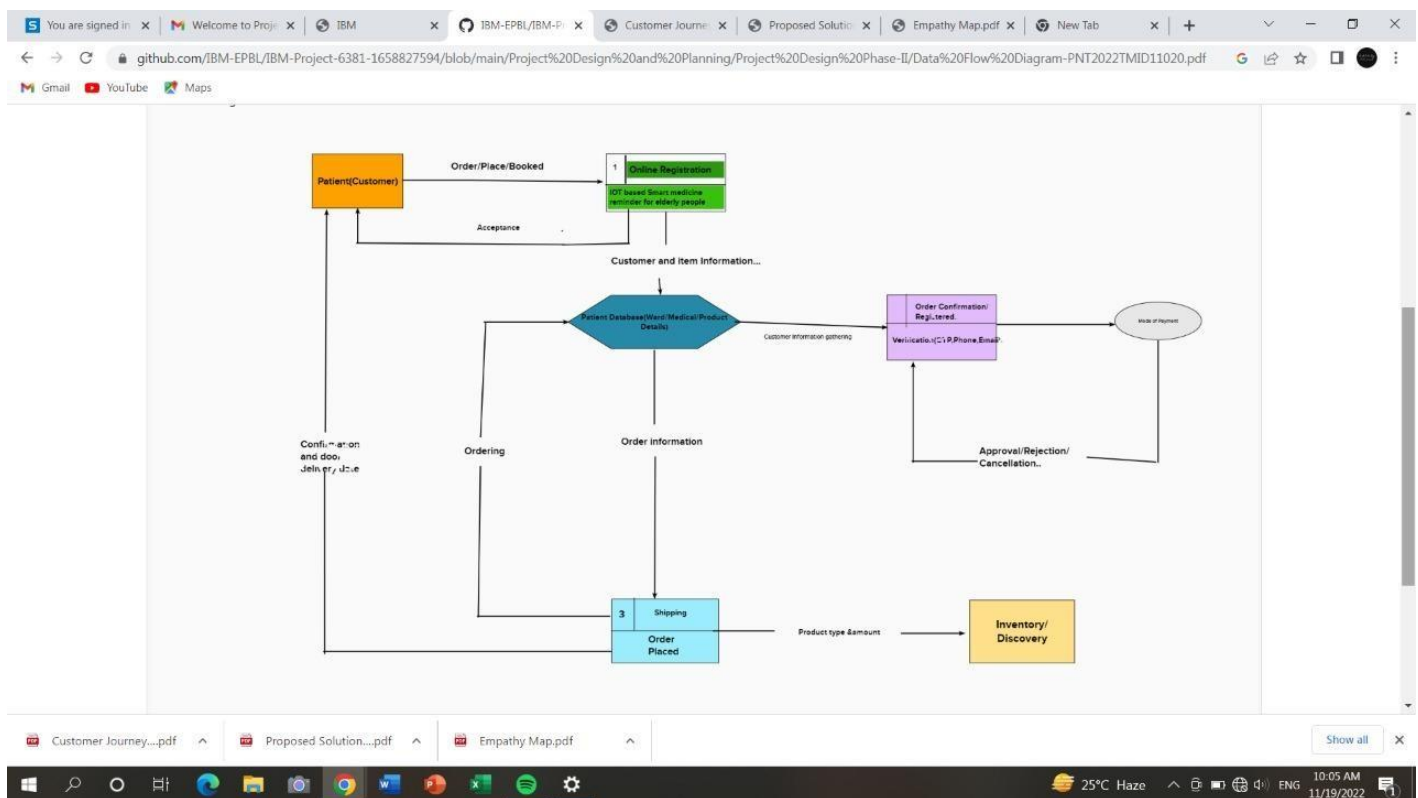 You are signed in
Welcome to Proje
IBM
IBM-EPBL/IBM-P
Customer Journe
Proposed Solutio
Empathy Map.pdf
New Tab
github.com/IBM-EPBL/IBM-Project-6381-1658827594/blob/main/Project%20Design%20and%20Planning/Project%20Design%20Phase-II/Data%20Flow%20Diagram-PNT2022TMID11020.pdf
Gmail
YouTube
Maps
Patient(Customer)
Order/Place/Booked
1
Online Registration
IOT based Smart medicine
reminder for elderly people
Acceptance
Customer and item Information...
Patient Database(Ward/Medical/Product
Details)
Customer information gathering
Order Confirmation/
Phone,Email
Mode of Payment
and door
Ordering
Order information
Approval/Rejection/
Cancellation..
3
Shipping
Order
Placed
Product type &amount
Inventory/
Discovery
Customer Journey....pdf
Proposed Solution....pdf
Empathy Map.pdf
Show all
25°C Haze
ENG
10:05 AM
11/19/2022